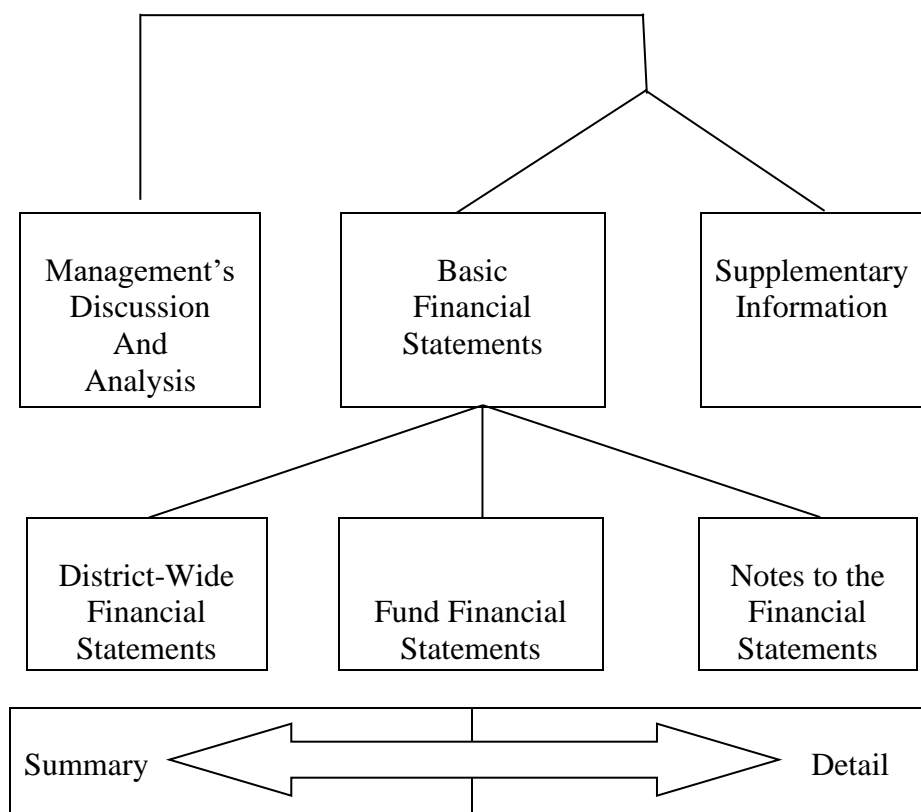 Management’s
Discussion
And
Analysis
Basic
Financial
Statements
Supplementary
Information
District-Wide
Financial
Statements
Fund Financial
Statements
Notes to the
Financial
Statements
Summary
Detail